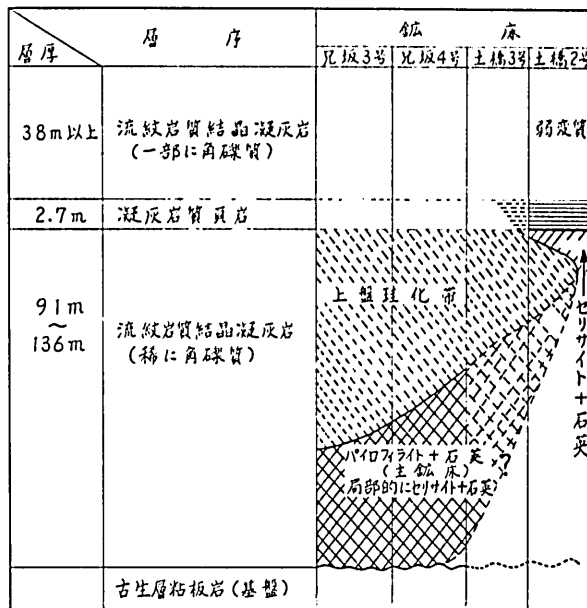 層厚
層序
鉱床
兄坂3号
兄坂4号
土橋3号
土橋2号
38m以上
流紋岩質結晶凝灰岩
(一部に角礫質)
弱変質
2.7m
凝灰岩質頁岩
91m
~
136m
流紋岩質結晶凝灰岩
(稀に角礫質)
上盤珪化帯
セリサイト+石英
パイロフィライト+石英
(主鉱床)
局部的にセリサイト+石英
?
古生層粘板岩(基盤)